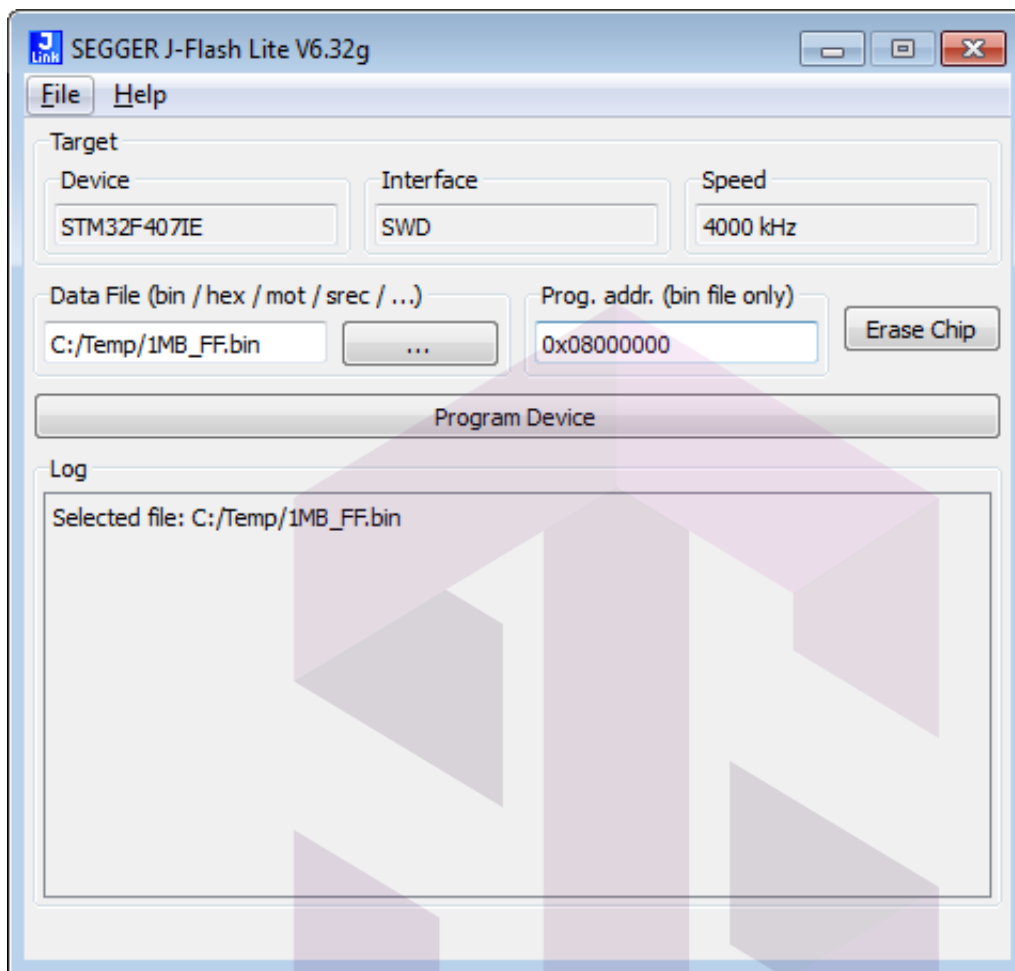 J
Link
SEGGER J-Flash Lite V6.32g
File Help
Target
Device Interface Speed
STM32F407IE SWD 4000 kHz
Data File (bin / hex / mot / srec / ...) Prog. addr. (bin file only)
C:/Temp/1MB_FF.bin ... 0x08000000 Erase Chip
Program Device
Log
Selected file: C:/Temp/1MB_FF.bin